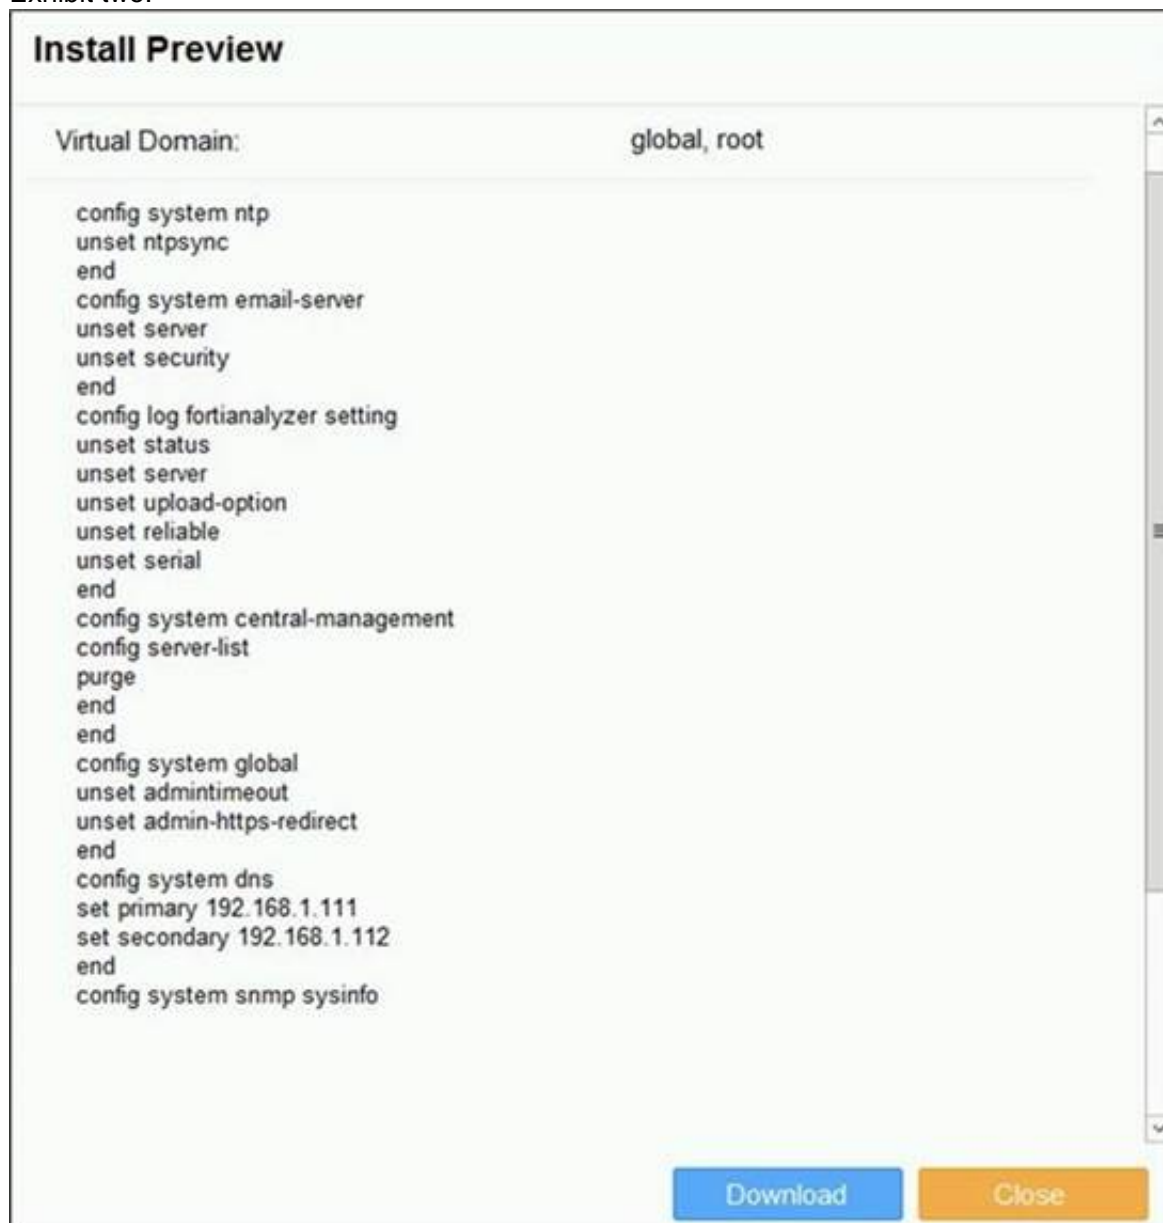 Install Preview
Virtual Domain: global, root
config system ntp
unset ntpsync
end
config system email-server
unset server
unset security
end
config log fortianalyzer setting
unset status
unset server
unset upload-option
unset reliable
unset serial
end
config system central-management
config server-list
purge
end
end
config system global
unset admintimeout
unset admin-https-redirect
end
config system dns
set primary 192.168.1.111
set secondary 192.168.1.112
end
config system snmp sysinfo
Download Close